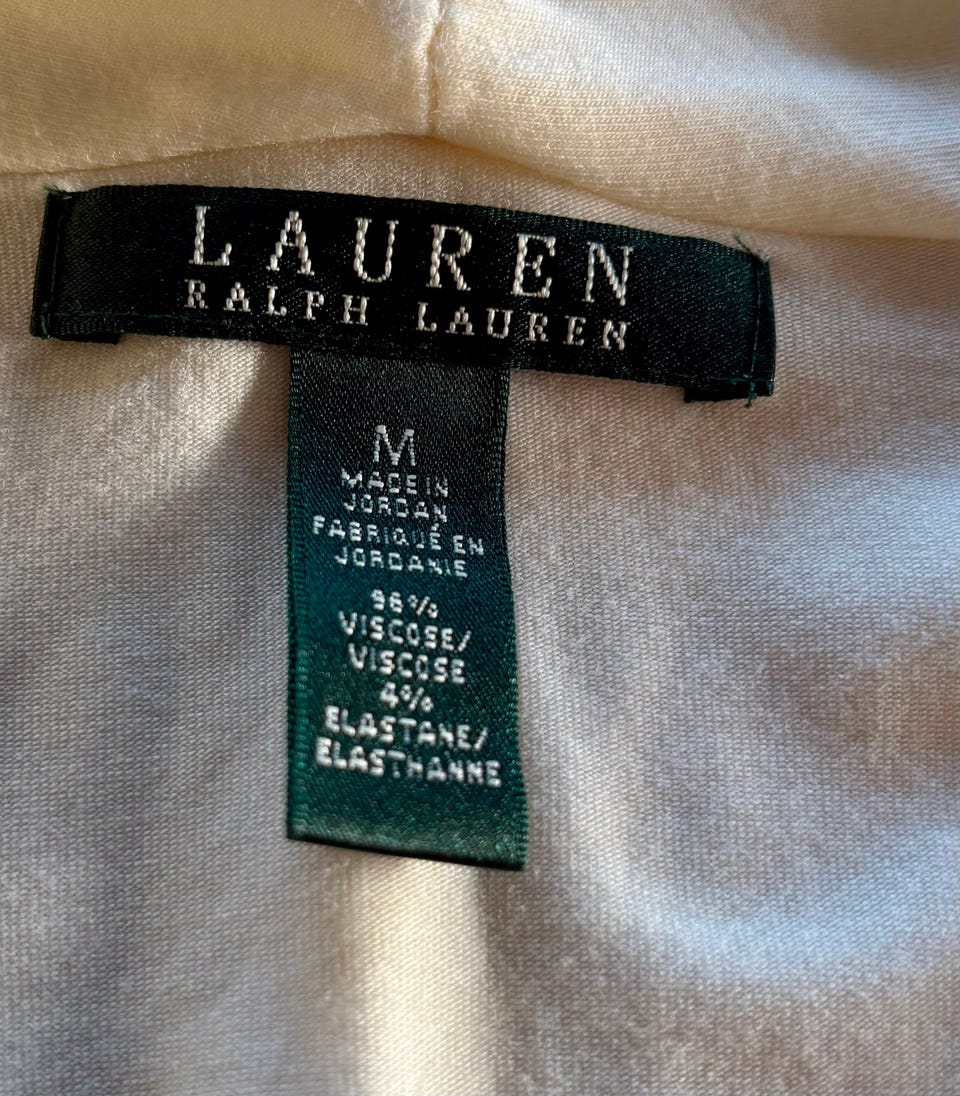 LAUREN
RALPH LAUREN
M
MADE IN
JORDAN
FABRIQUÉ EN
JORDANIE
96%
VISCOSE/
VISCOSE
4%
ELASTANE/
ELASTHANNE